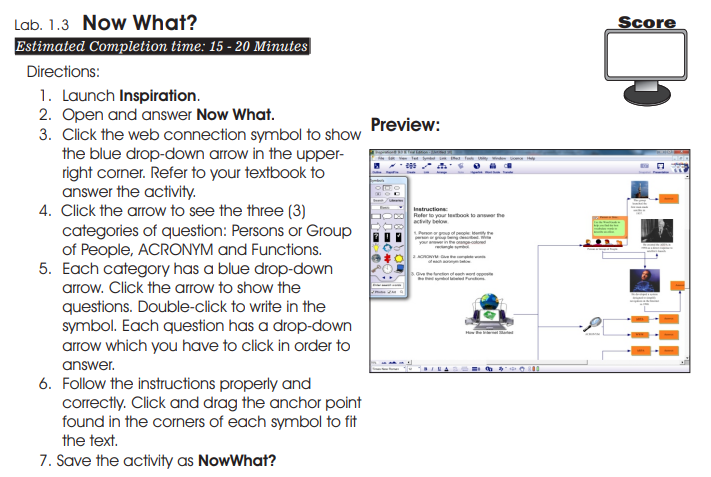 Lab. 1.3 Now What?
Score
Estimated Completion time: 15 - 20 Minutes
Directions:
1. Launch Inspiration.
2. Open and answer Now What.
3. Click the web connection symbol to show
the blue drop-down arrow in the upper-
right corner. Refer to your textbook to
answer the activity.
4. Click the arrow to see the three (3)
categories of question: Persons or Group
of People, ACRONYM and Functions.
5. Each category has a blue drop-down
arrow. Click the arrow to show the
questions. Double-click to write in the
symbol. Each question has a drop-down
arrow which you have to click in order to
answer.
6. Follow the instructions properly and
correctly. Click and drag the anchor point
found in the corners of each symbol to fit
the text.
7. Save the activity as NowWhat?
Preview:
Instructions:
Refer to your textbook to answer the
activity below.
1. Person or group of people: Identify the
person or group being described. Write
your answer in the orange-colored
rectangle symbol.
2. ACRONYM: Give the complete words
of each acronym below.
3. Give the function of each word opposite
the third symbol labeled Functions.
How the Internet Started